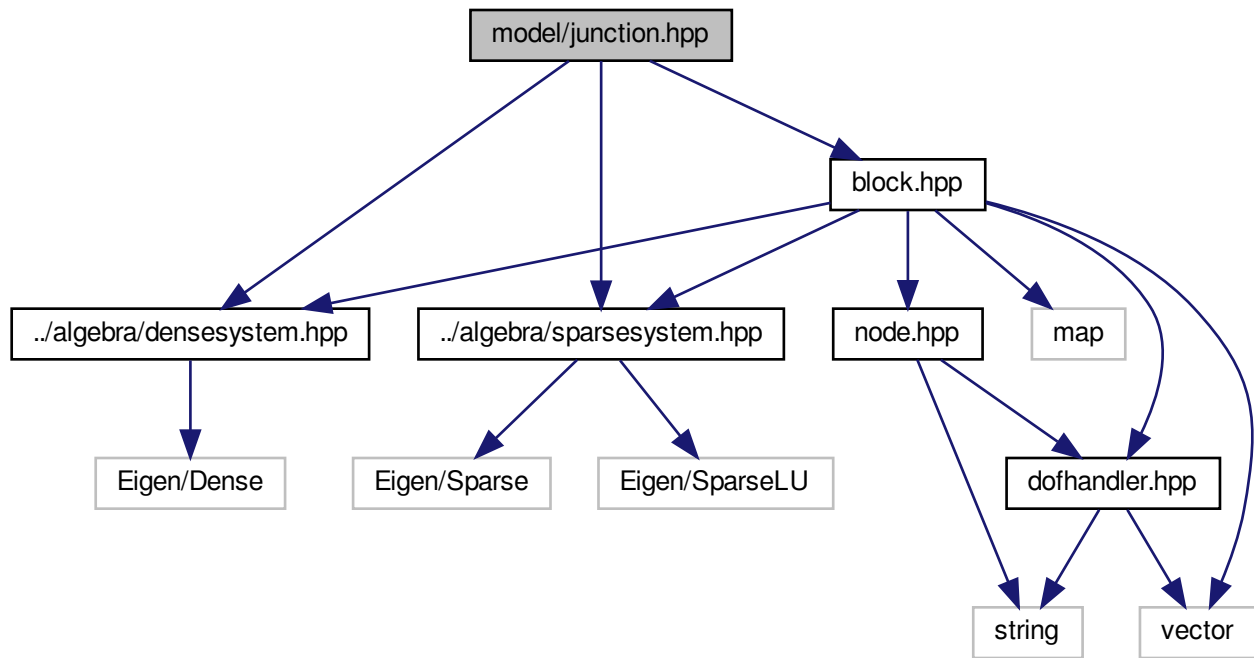 model/junction.hpp
block.hpp
../algebra/densesystem.hpp
../algebra/sparsesystem.hpp
node.hpp
map
Eigen/Dense
Eigen/Sparse
Eigen/SparseLU
dofhandler.hpp
string
vector